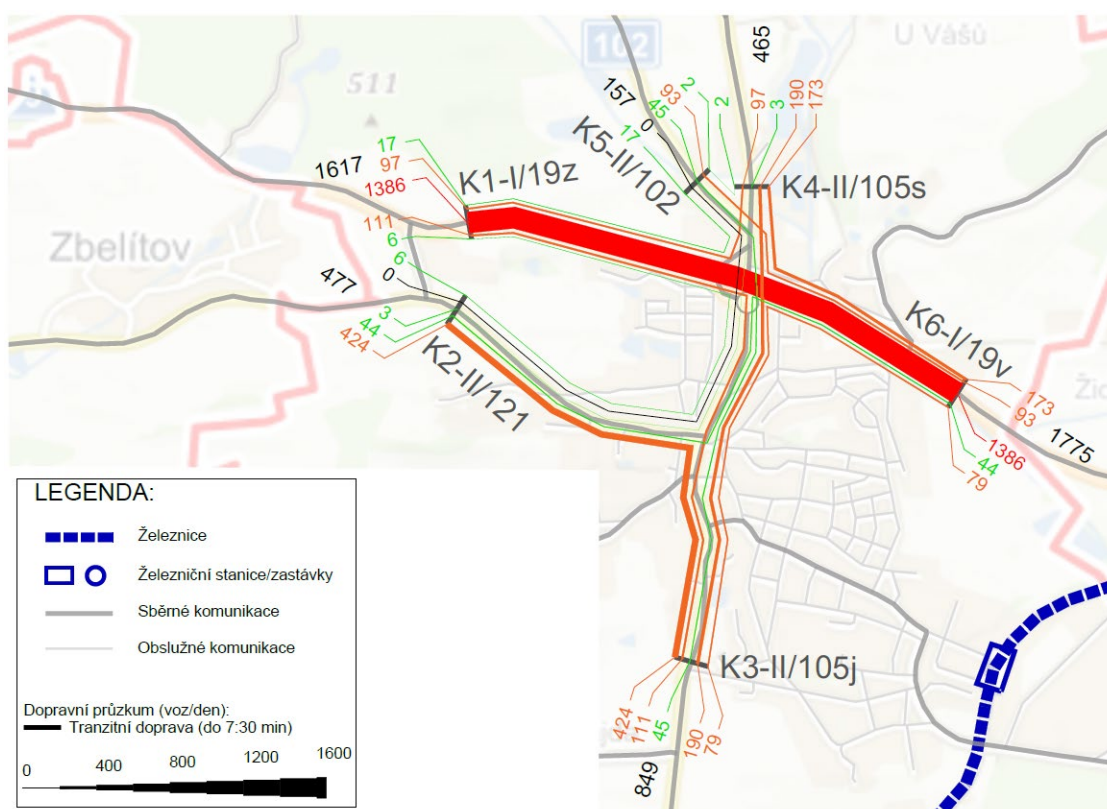 102
U Vášů
511
465
157
0
17
45
93
2
2
97
3
190
173
K5-II/102
K4-II/105s
17
97
1386
111
6
1617
K1-I/19z
Zbelítov
6
0
477
3
44
424
K2-II/121
K6-I/19v
173
93
1386
44
79
1775
K3-II/105j
424
111
45
190
79
849
LEGENDA:
Železnice
Železniční stanice/zastávky
Sběrné komunikace
Obslužné komunikace
Dopravní průzkum (voz/den):
Tranzitní doprava (do 7:30 min)
0 400 800 1200 1600